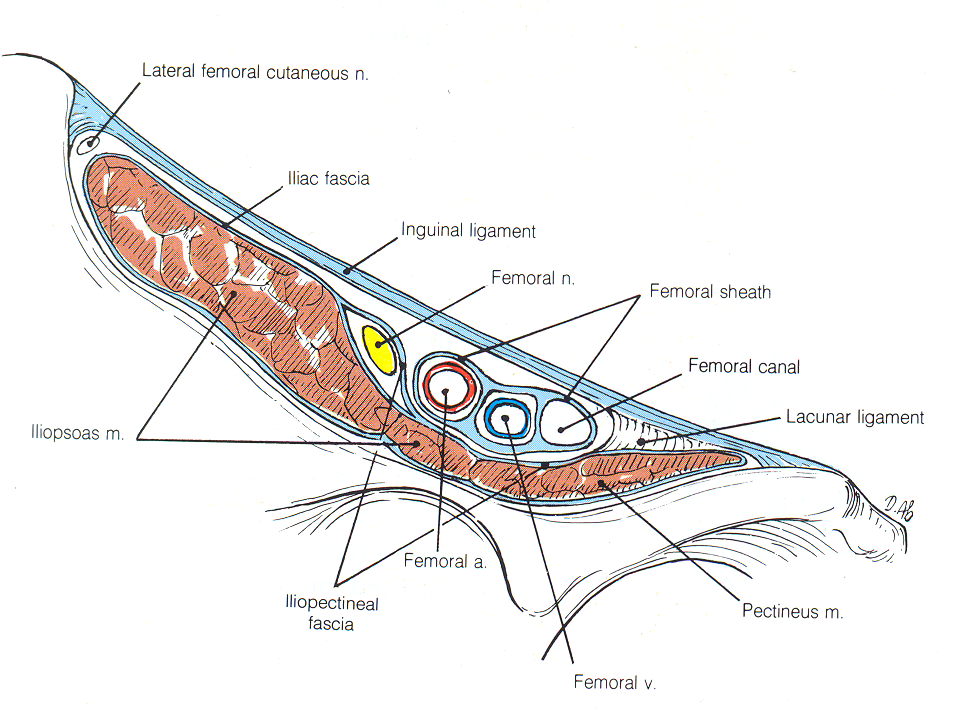 Lateral femoral cutaneous n.
Iliac fascia
Inguinal ligament
Femoral n.
Femoral sheath
Femoral canal
Lacunar ligament
Iliopsoas m.
Femoral a.
Iliopectineal
fascia
Pectineus m.
Femoral v.